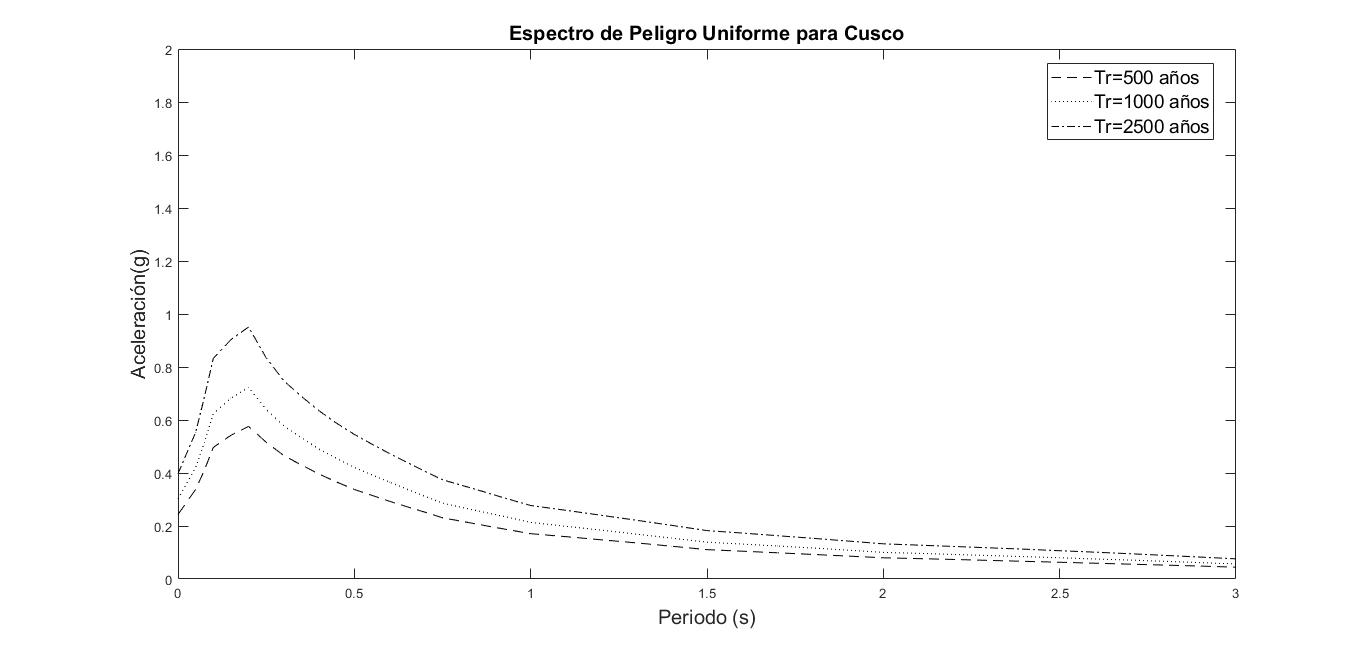 Espectro de Peligro Uniforme para Cusco
Tr=500 años
Tr=1000 años
Tr=2500 años
Aceleración(g)
2
1.8
1.6
1.4
1.2
1
0.8
0.6
0.4
0.2
0
0 0.5 1 1.5 2 2.5 3
Periodo (s)